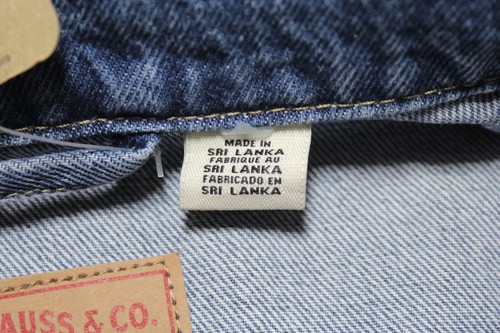 MADE IN
SRI LANKA
FABRIQUE AU
SRI LANKA
FABRICADO EN
SRI LANKA
AUSS & CO.